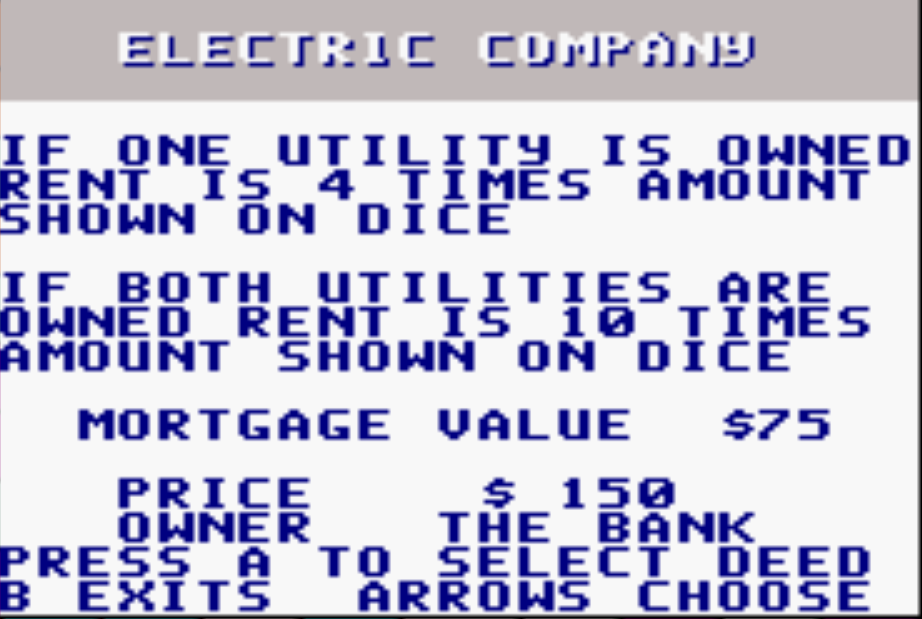 ELECTRIC COMPANY
IF ONE UTILITY IS OWNED
RENT IS 4 TIMES AMOUNT
SHOWN ON DICE
IF BOTH UTILITIES ARE
OWNED RENT IS 10 TIMES
AMOUNT SHOWN ON DICE
MORTGAGE VALUE $75
PRICE $ 150
OWNER THE BANK
PRESS A TO SELECT DEED
B EXITS ARROWS CHOOSE